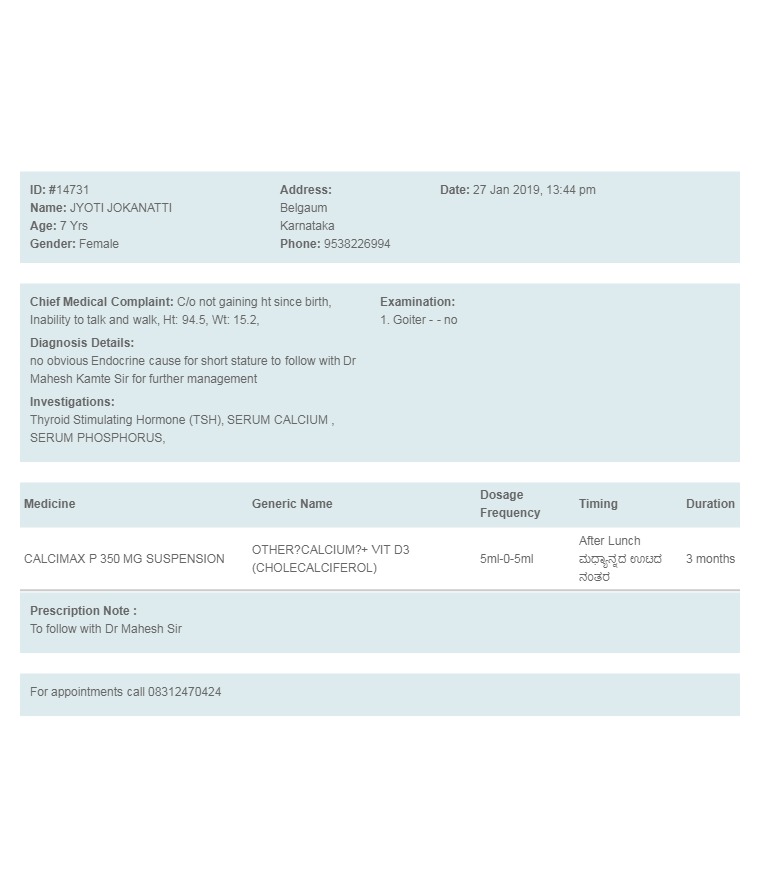 ID: #14731
Name: JYOTI JOKANATTI
Age: 7 Yrs
Gender: Female
Address:
Belgaum
Karnataka
Phone: 9538226994
Date: 27 Jan 2019, 13:44 pm
Chief Medical Complaint: C/o not gaining ht since birth,
Inability to talk and walk, Ht: 94.5, Wt: 15.2,
Diagnosis Details:
no obvious Endocrine cause for short stature to follow with Dr
Mahesh Kamte Sir for further management
Investigations:
Thyroid Stimulating Hormone (TSH), SERUM CALCIUM ,
SERUM PHOSPHORUS,
Examination:
1. Goiter - - no
Medicine Generic Name Dosage Frequency Timing Duration
CALCIMAX P 350 MG SUSPENSION
OTHER?CALCIUM?+ VIT D3
(CHOLECALCIFEROL)
5ml-0-5ml
After Lunch
ಮಧ್ಯಾನ್ನದ ಊಟದ
ನಂತರ
3 months
Prescription Note :
To follow with Dr Mahesh Sir
For appointments call 08312470424